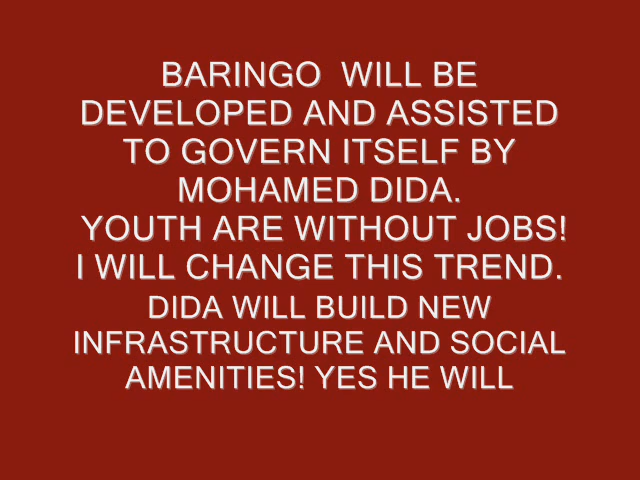 BARINGO  WILL BE
DEVELOPED AND ASSISTED
TO GOVERN ITSELF BY
MOHAMED DIDA.
YOUTH ARE WITHOUT JOBS!
I WILL CHANGE THIS TREND.
DIDA WILL BUILD NEW
INFRASTRUCTURE AND SOCIAL
AMENITIES! YES HE WILL